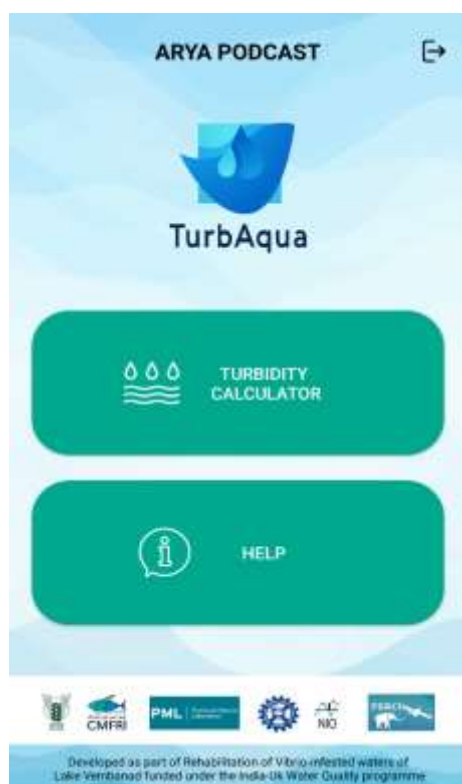 ARYA PODCAST
TurbAqua
TURBIDITY
CALCULATOR
HELP
CMFRI
PML
NIO
Developed as part of Rehabilitation of Vibrio-infested waters of
Lake Vembanad funded under the India-Uk Water Quality programme